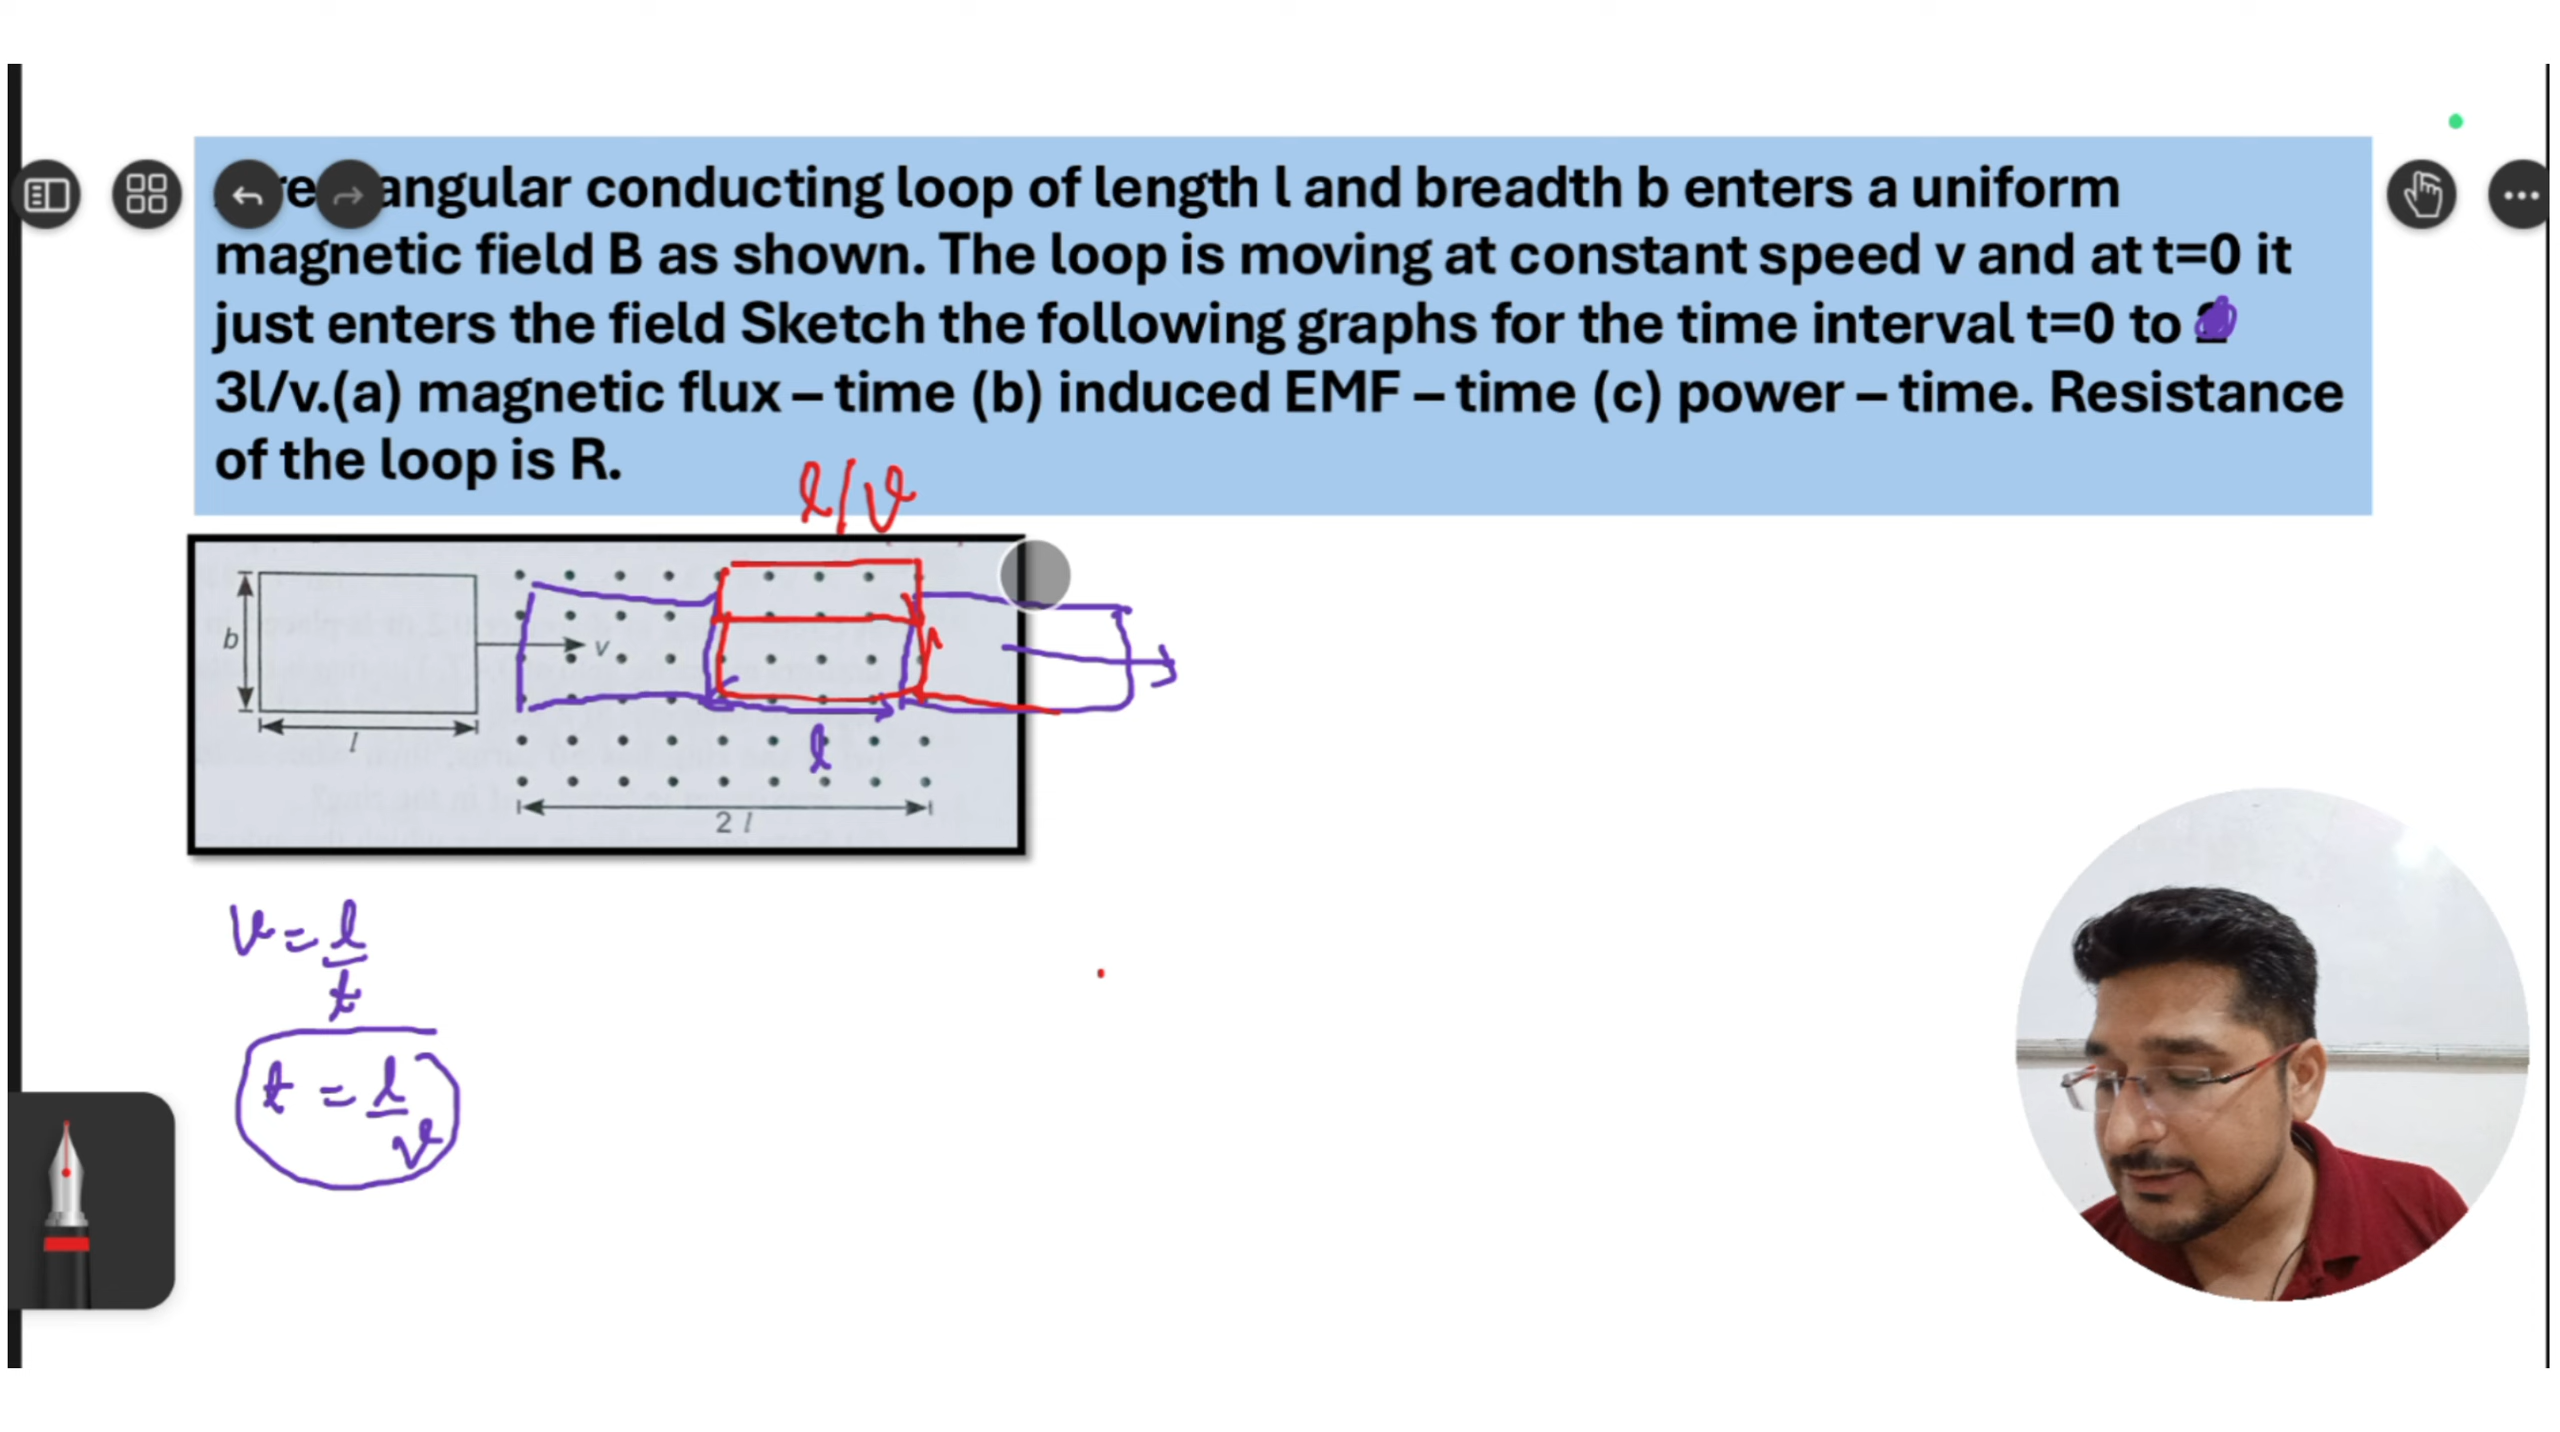 angular conducting loop of length l and breadth b enters a uniform
magnetic field B as shown. The loop is moving at constant speed v and at t=0 it
just enters the field Sketch the following graphs for the time interval t=0 to
3l/v.(a) magnetic flux – time (b) induced EMF – time (c) power – time. Resistance
of the loop is R.
l/v
b
v
l
l
2 l
v = l/t
t = l/v